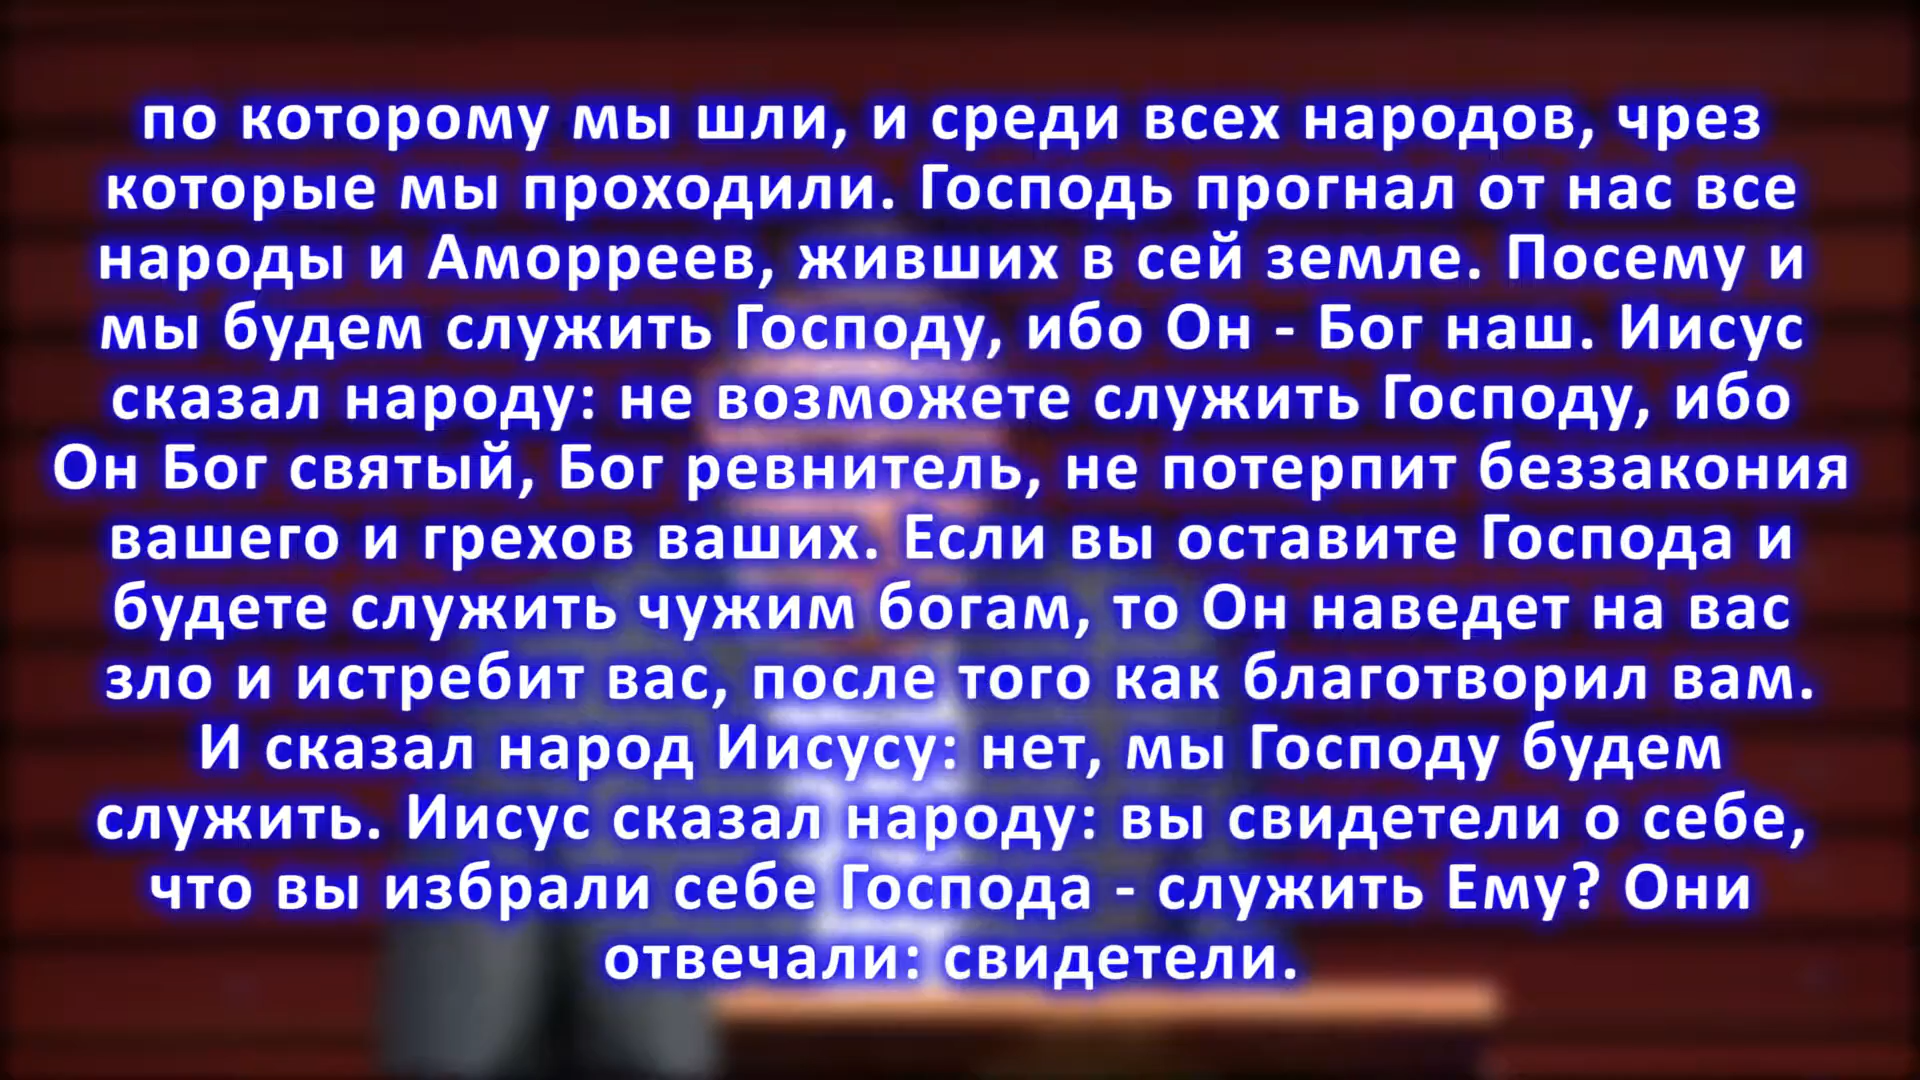 по которому мы шли, и среди всех народов, чрез
которые мы проходили. Господь прогнал от нас все
народы и Аморреев, живших в сей земле. Посему и
мы будем служить Господу, ибо Он - Бог наш. Иисус
сказал народу: не возможете служить Господу, ибо
Он Бог святый, Бог ревнитель, не потерпит беззакония
вашего и грехов ваших. Если вы оставите Господа и
будете служить чужим богам, то Он наведет на вас
зло и истребит вас, после того как благотворил вам.
И сказал народ Иисусу: нет, мы Господу будем
служить. Иисус сказал народу: вы свидетели о себе,
что вы избрали себе Господа - служить Ему? Они
отвечали: свидетели.